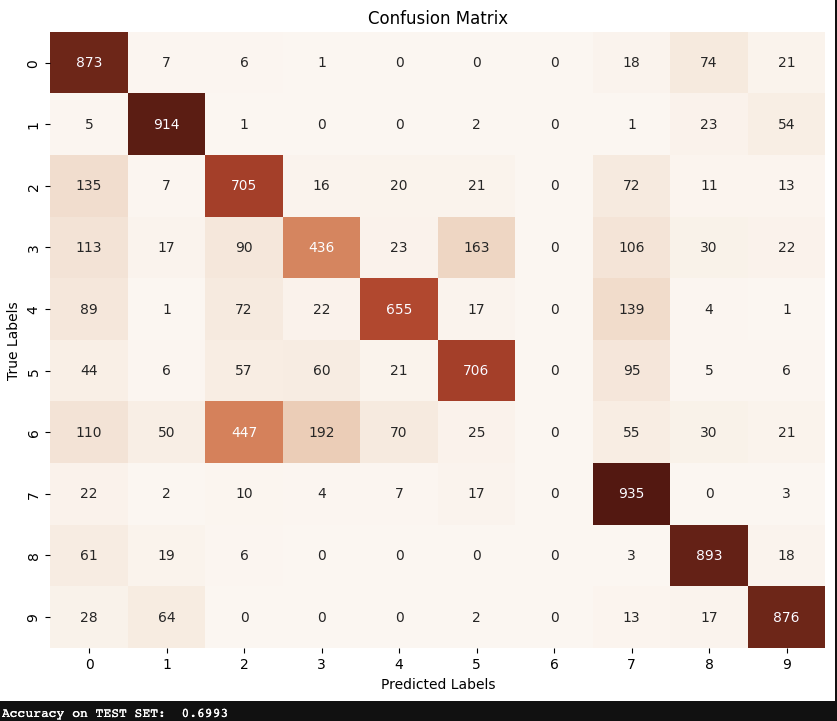 Confusion Matrix
True Labels
0 873 7 6 1 0 0 0 18 74 21
1 5 914 1 0 0 2 0 1 23 54
2 135 7 705 16 20 21 0 72 11 13
3 113 17 90 436 23 163 0 106 30 22
4 89 1 72 22 655 17 0 139 4 1
5 44 6 57 60 21 706 0 95 5 6
6 110 50 447 192 70 25 0 55 30 21
7 22 2 10 4 7 17 0 935 0 3
8 61 19 6 0 0 0 0 3 893 18
9 28 64 0 0 0 2 0 13 17 876
0 1 2 3 4 5 6 7 8 9
Predicted Labels
Accuracy on TEST SET: 0.6993